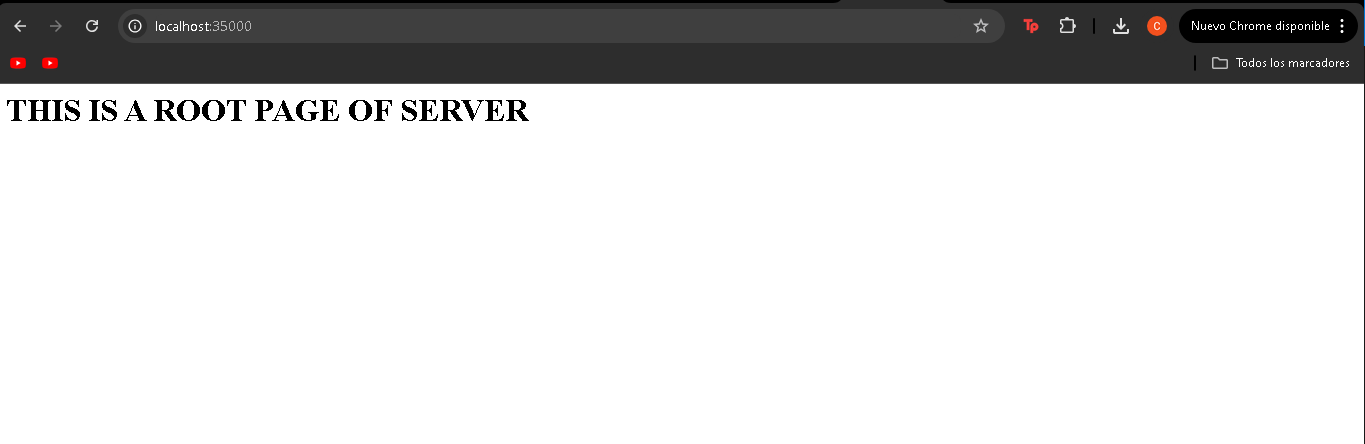 localhost:35000
Tp
C
Nuevo Chrome disponible
Todos los marcadores
THIS IS A ROOT PAGE OF SERVER